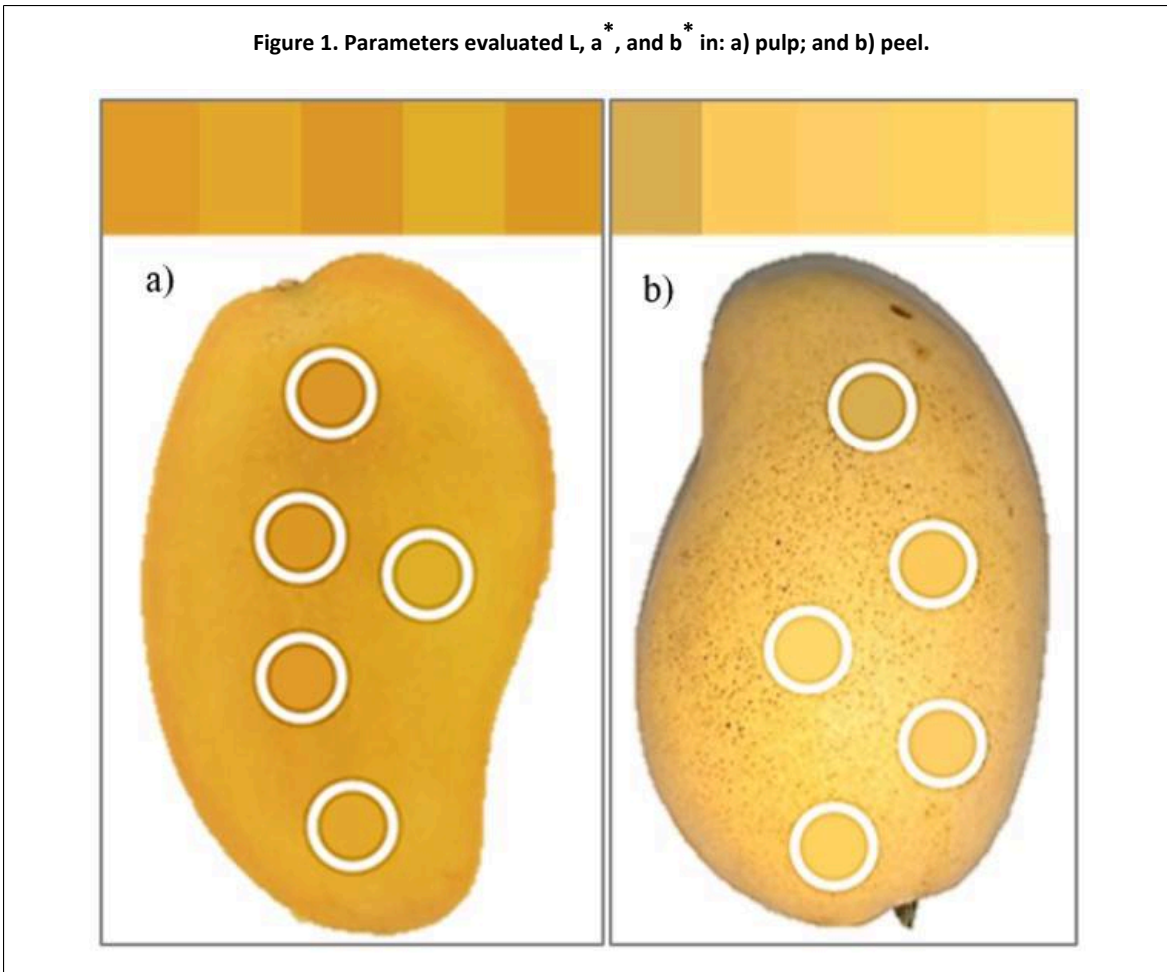 Figure 1. Parameters evaluated L, a*, and b* in: a) pulp; and b) peel.
a)
b)